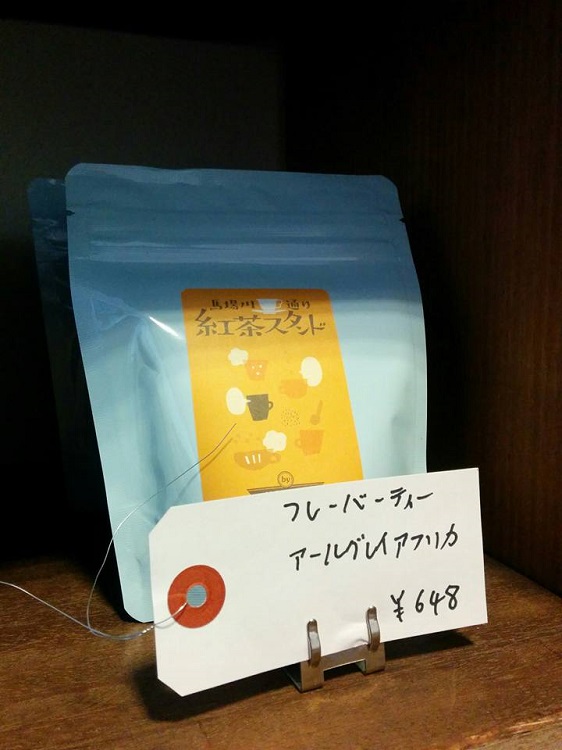 馬場川通り
紅茶スタンド
by
フレーバーティー
アールグレイアフリカ
¥648